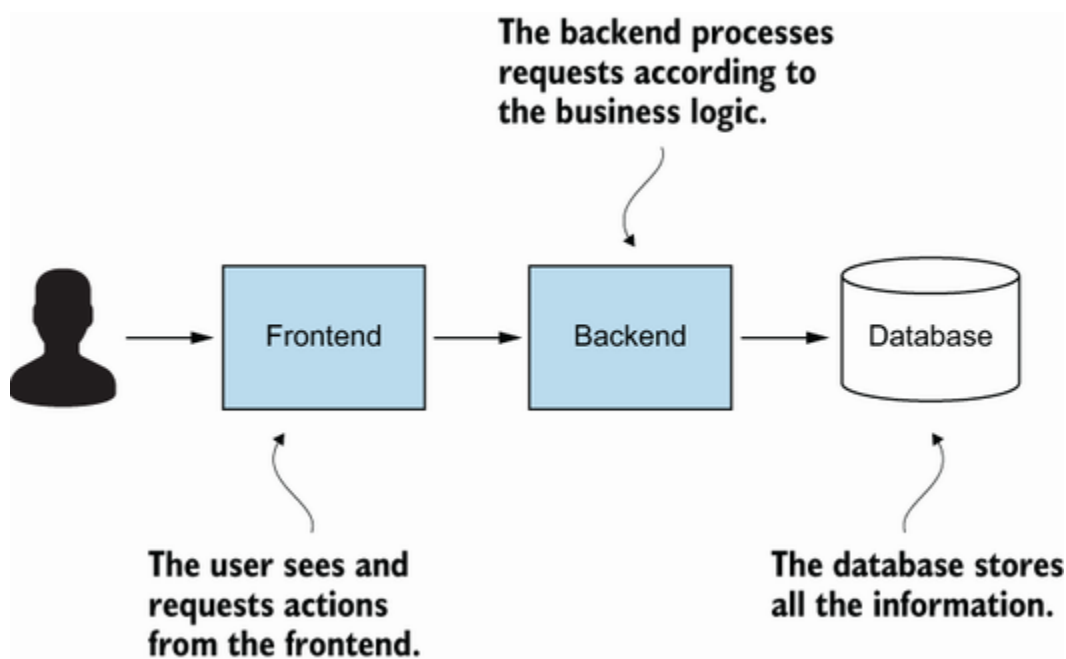 The backend processes
requests according to
the business logic.
Frontend
Backend
Database
The user sees and
requests actions
from the frontend.
The database stores
all the information.